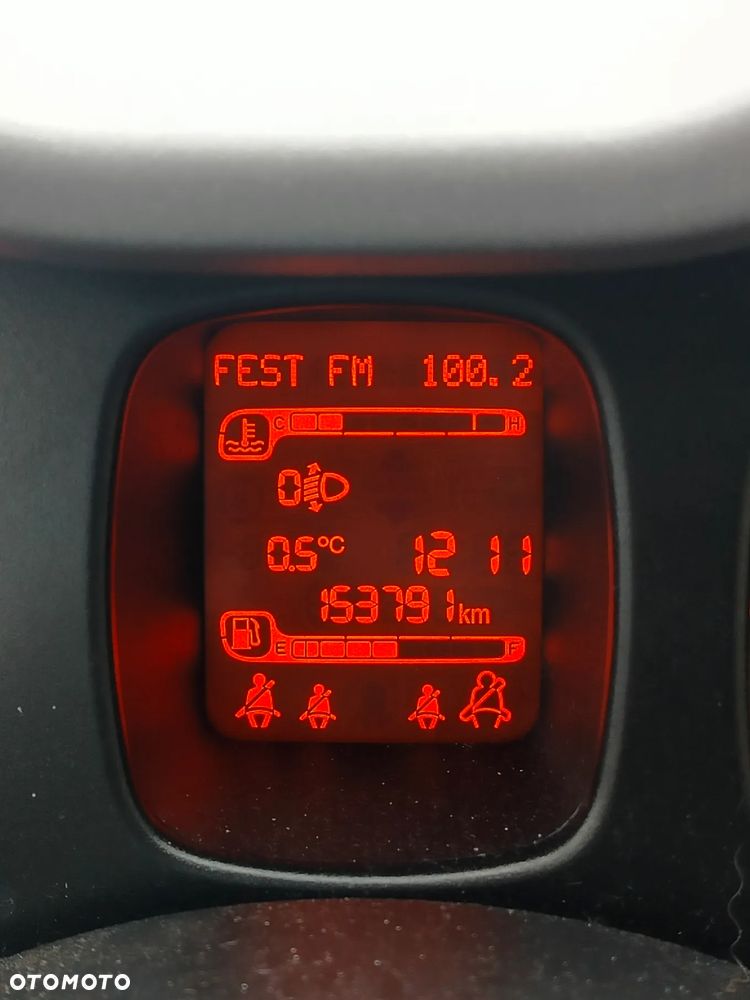 FEST FM 100.2
C H
0
0.5°C 12 11
153791 km
E F
OTOMOTO